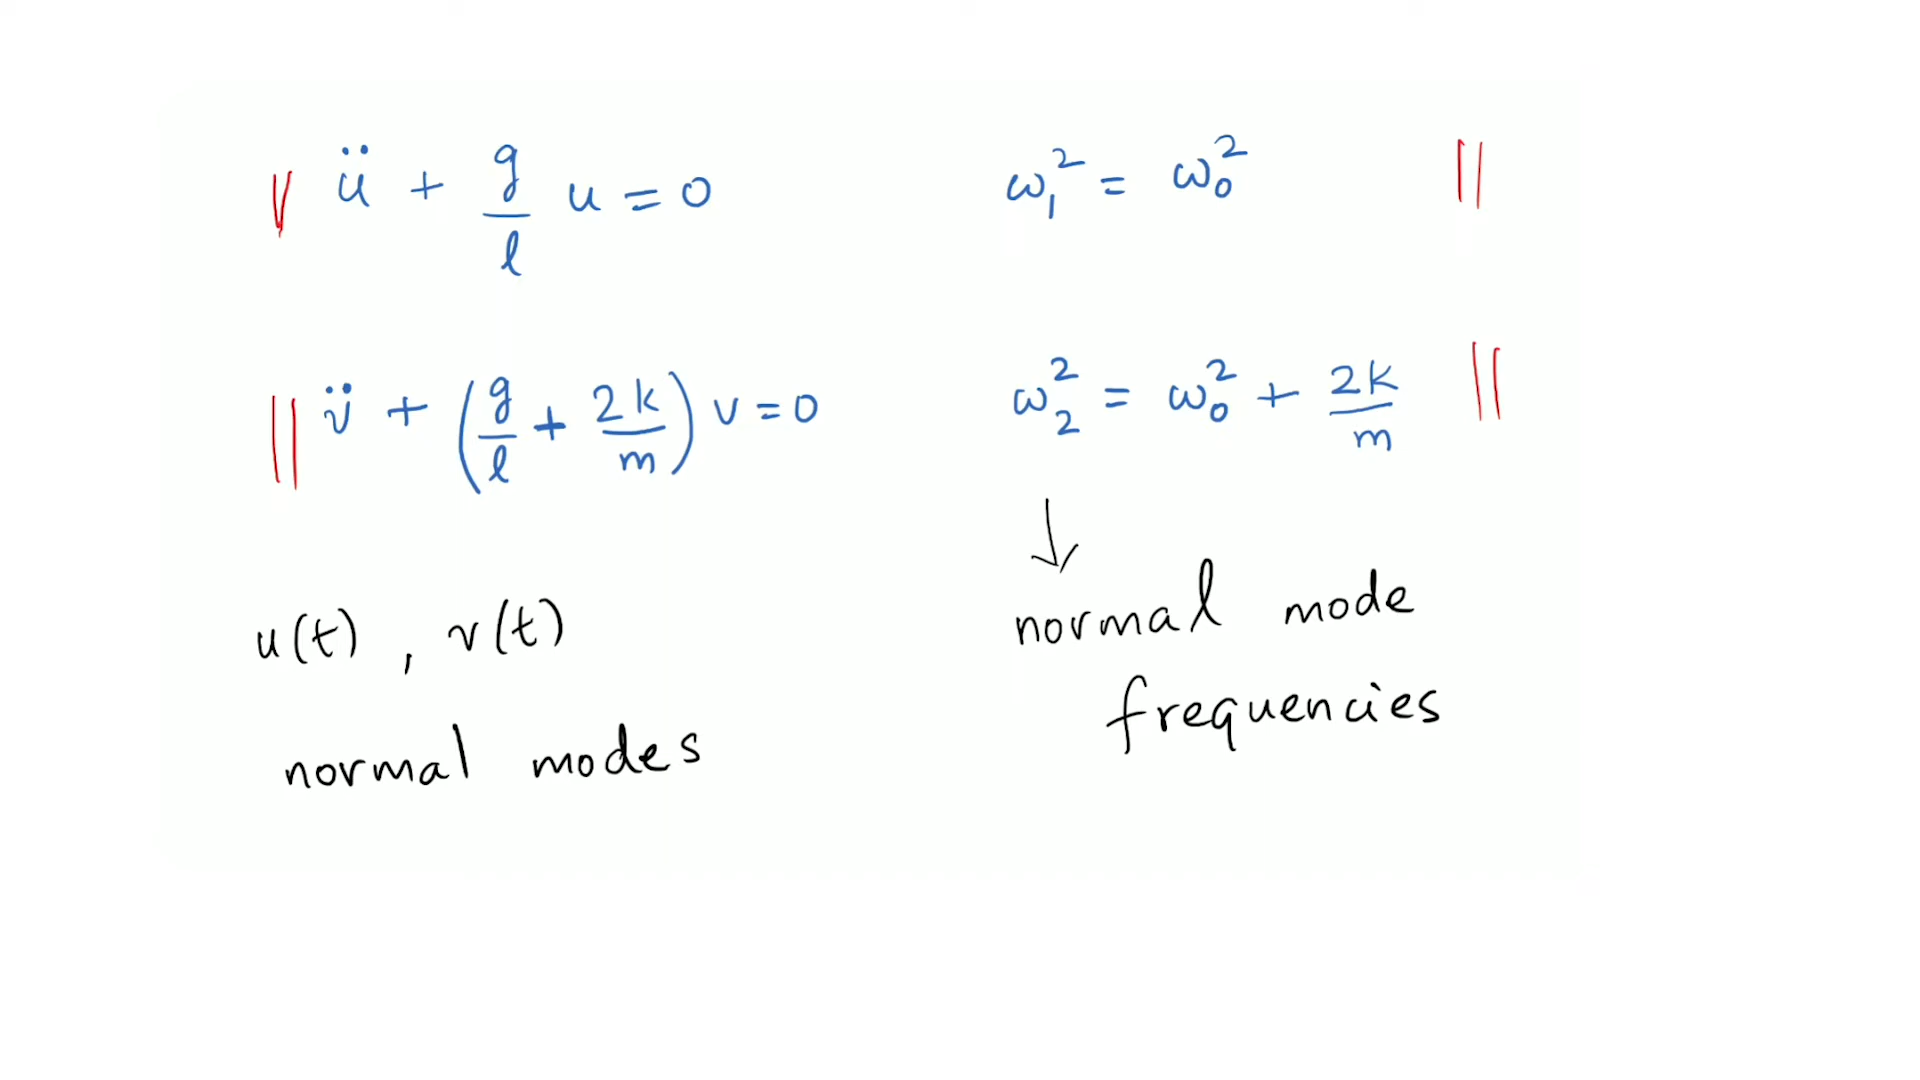 ü + g/l u = 0
ω₁² = ω₀²
v̈ + (g/l + 2k/m) v = 0
ω₂² = ω₀² + 2k/m
↓
u(t) , v(t)
normal modes
normal mode
frequencies